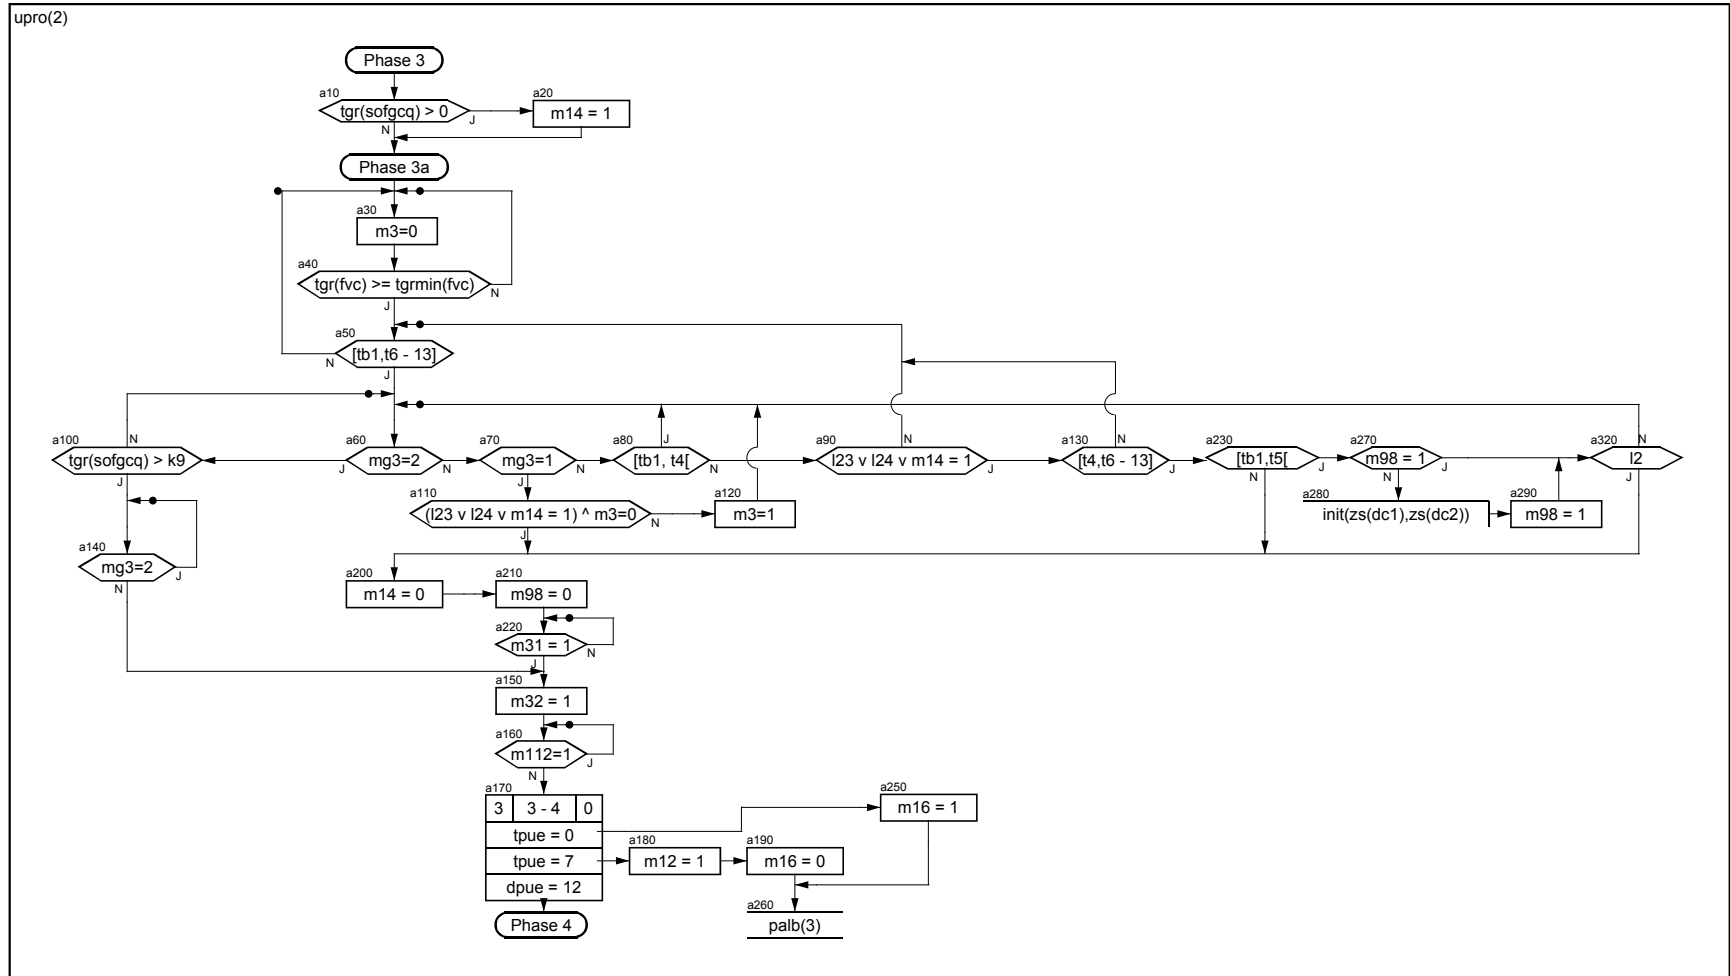 upro(2)
Phase 3
a10
tgr(sofgcq) > 0
J
N
a20
m14 = 1
Phase 3a
a30
m3=0
a40
tgr(fvc) >= tgrmin(fvc)
N
J
a50
[tb1,t6 - 13]
N
J
a100
N
tgr(sofgcq) > k9
J
a60
mg3=2
J
N
a70
mg3=1
N
J
a80
J
[tb1, t4[
N
a90
N
l23 v l24 v m14 = 1
J
a130
N
[t4,t6 - 13]
J
a230
[tb1,t5[
J
N
a270
m98 = 1
J
N
a320
N
l2
J
a110
(l23 v l24 v m14 = 1) ^ m3=0
N
J
a120
m3=1
a280
init(zs(dc1),zs(dc2))
a290
m98 = 1
a140
mg3=2
J
N
a200
m14 = 0
a210
m98 = 0
a220
m31 = 1
N
J
a150
m32 = 1
a160
m112=1
J
N
a170
3 3 - 4 0
tpue = 0
tpue = 7
dpue = 12
Phase 4
a180
m12 = 1
a190
m16 = 0
a250
m16 = 1
a260
palb(3)